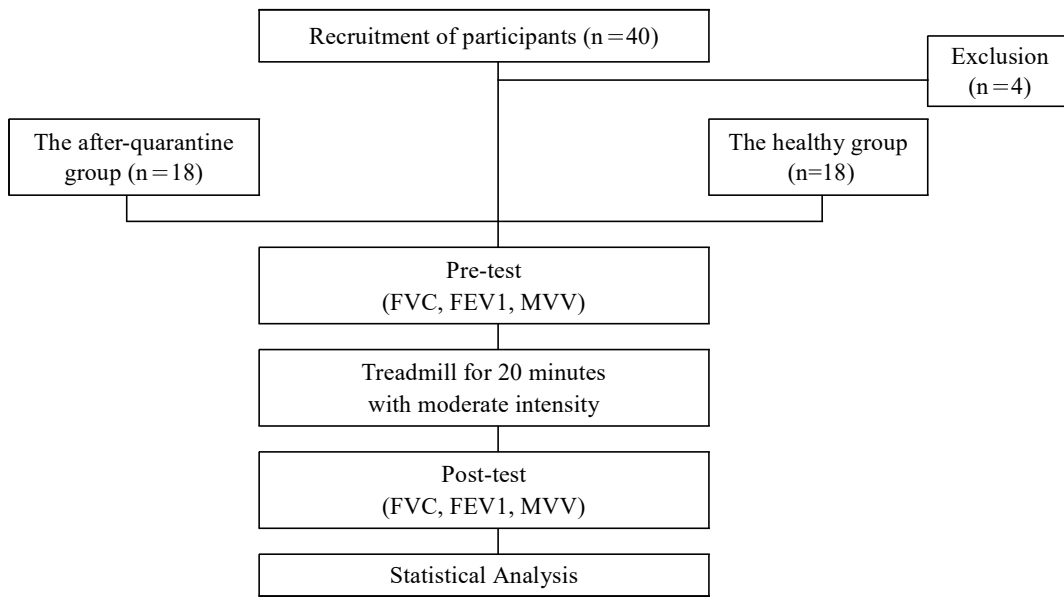 Recruitment of participants (n=40)
Exclusion
(n=4)
The after-quarantine
group (n=18)
The healthy group
(n=18)
Pre-test
(FVC, FEV1, MVV)
Treadmill for 20 minutes
with moderate intensity
Post-test
(FVC, FEV1, MVV)
Statistical Analysis